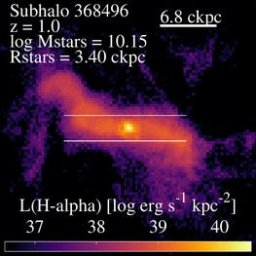 Subhalo 368496
6.8 ckpc
z = 1.0
log Mstars = 10.15
Rstars = 3.40 ckpc
L(H-alpha) [log erg s⁻¹ kpc⁻²]
37 38 39 40